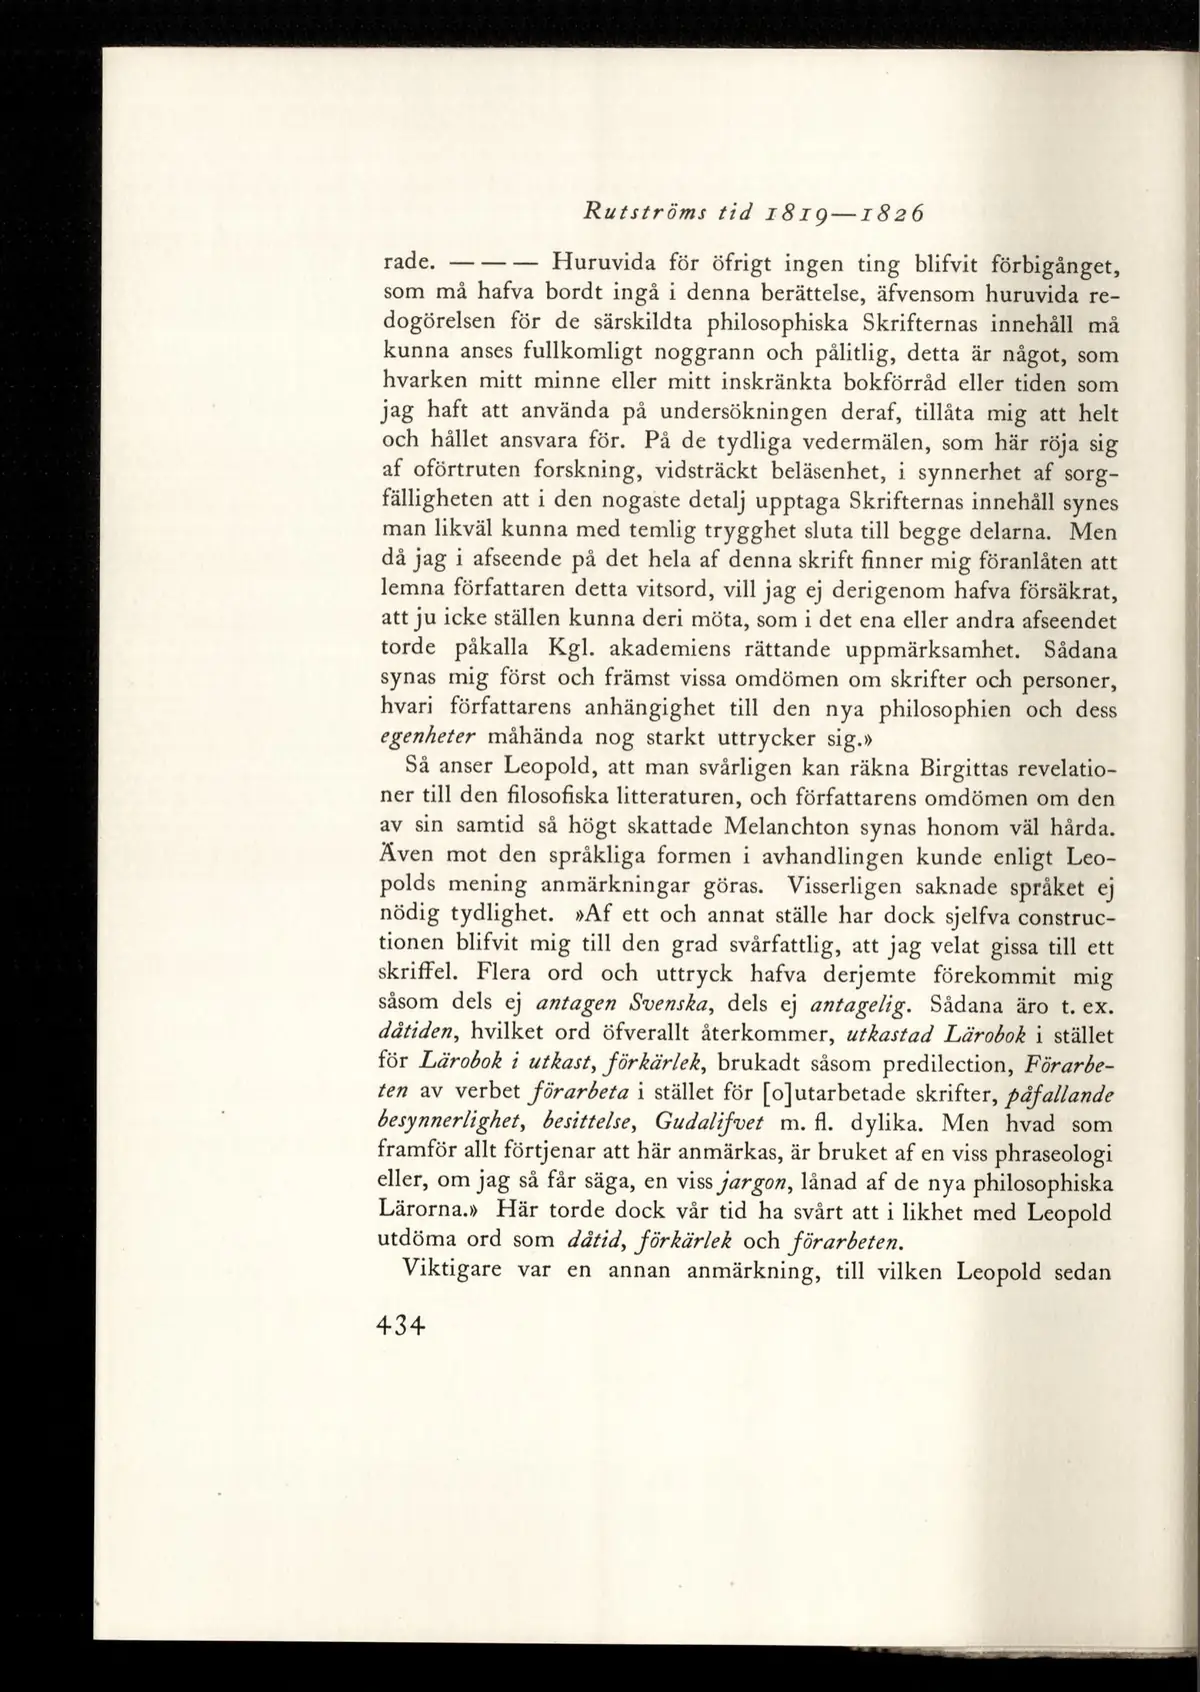 Rutströms tid 1819—1826
rade. — — — Huruvida för öfrigt ingen ting blifvit förbigånget,
som må hafva bordt ingå i denna berättelse, äfvensom huruvida re-
dogörelsen för de särskildta philosophiska Skrifternas innehåll må
kunna anses fullkomligt noggrann och pålitlig, detta är något, som
hvarken mitt minne eller mitt inskränkta bokförråd eller tiden som
jag haft att använda på undersökningen deraf, tillåta mig att helt
och hållet ansvara för. På de tydliga vedermälen, som här röja sig
af oförtruten forskning, vidsträckt beläsenhet, i synnerhet af sorg-
fälligheten att i den nogaste detalj upptaga Skrifternas innehåll synes
man likväl kunna med temlig trygghet sluta till begge delarna. Men
då jag i afseende på det hela af denna skrift finner mig föranlåten att
lemna författaren detta vitsord, vill jag ej derigenom hafva försäkrat,
att ju icke ställen kunna deri möta, som i det ena eller andra afseendet
torde påkalla Kgl. akademiens rättande uppmärksamhet. Sådana
synas mig först och främst vissa omdömen om skrifter och personer,
hvari författarens anhängighet till den nya philosophien och dess
egenheter måhända nog starkt uttrycker sig.»
Så anser Leopold, att man svårligen kan räkna Birgittas revelatio-
ner till den filosofiska litteraturen, och författarens omdömen om den
av sin samtid så högt skattade Melanchton synas honom väl hårda.
Även mot den språkliga formen i avhandlingen kunde enligt Leo-
polds mening anmärkningar göras. Visserligen saknade språket ej
nödig tydlighet. »Af ett och annat ställe har dock sjelfva construc-
tionen blifvit mig till den grad svårfattlig, att jag velat gissa till ett
skriffel. Flera ord och uttryck hafva derjemte förekommit mig
såsom dels ej antagen Svenska, dels ej antagelig. Sådana äro t. ex.
dåtiden, hvilket ord öfverallt återkommer, utkastad Lärobok i stället
för Lärobok i utkast, förkärlek, brukadt såsom predilection, Förarbe-
ten av verbet förarbeta i stället för [o]utarbetade skrifter, påfallande
besynnerlighet, besittelse, Gudalifvet m. fl. dylika. Men hvad som
framför allt förtjenar att här anmärkas, är bruket af en viss phraseologi
eller, om jag så får säga, en viss jargon, lånad af de nya philosophiska
Lärorna.» Här torde dock vår tid ha svårt att i likhet med Leopold
utdöma ord som dåtid, förkärlek och förarbeten.
Viktigare var en annan anmärkning, till vilken Leopold sedan
434